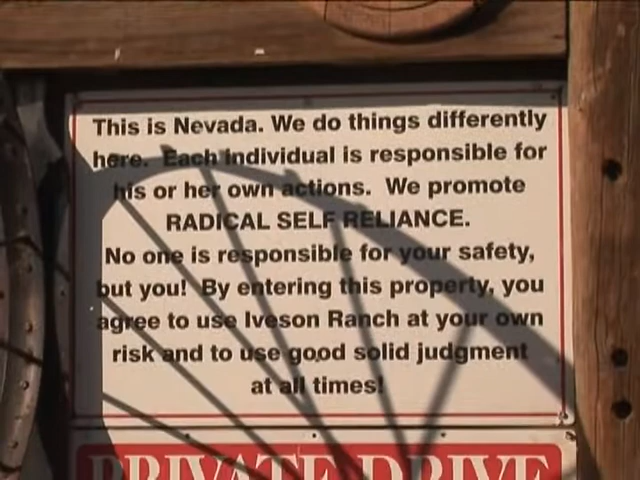 This is Nevada. We do things differently
here. Each individual is responsible for
his or her own actions. We promote
RADICAL SELF RELIANCE.
No one is responsible for your safety,
but you! By entering this property, you
agree to use Iveson Ranch at your own
risk and to use good solid judgment
at all times!
PRIVATE DRIVE